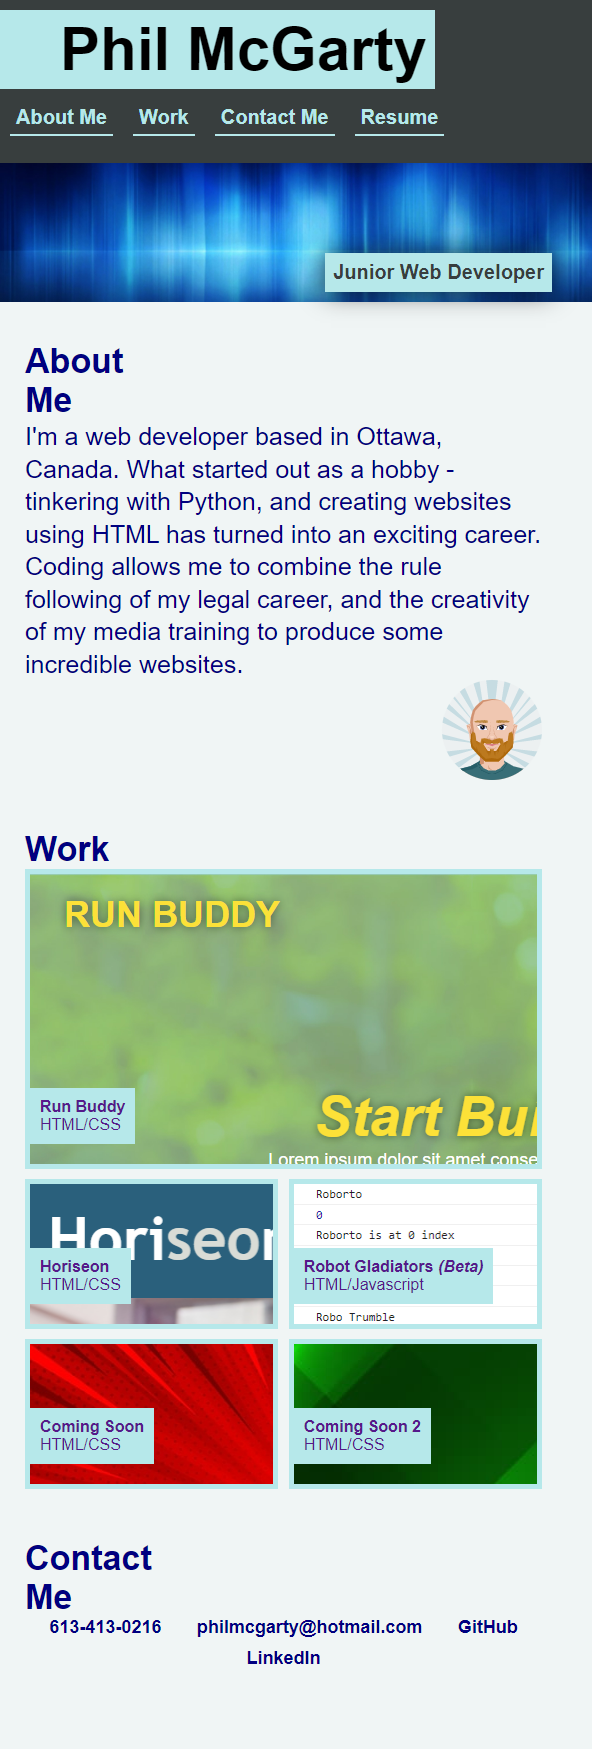 Phil McGarty
About Me Work Contact Me Resume
Junior Web Developer
About
Me
I'm a web developer based in Ottawa,
Canada. What started out as a hobby -
tinkering with Python, and creating websites
using HTML has turned into an exciting career.
Coding allows me to combine the rule
following of my legal career, and the creativity
of my media training to produce some
incredible websites.
Work
RUN BUDDY
Start Bui
Lorem ipsum dolor sit amet conse
Run Buddy
HTML/CSS
Horiseon
Horiseon
HTML/CSS
Roborto
0
Roborto is at 0 index
Robot Gladiators (Beta)
HTML/Javascript
Robo Trumble
Coming Soon
HTML/CSS
Coming Soon 2
HTML/CSS
Contact
Me
613-413-0216 philmcgarty@hotmail.com GitHub
LinkedIn